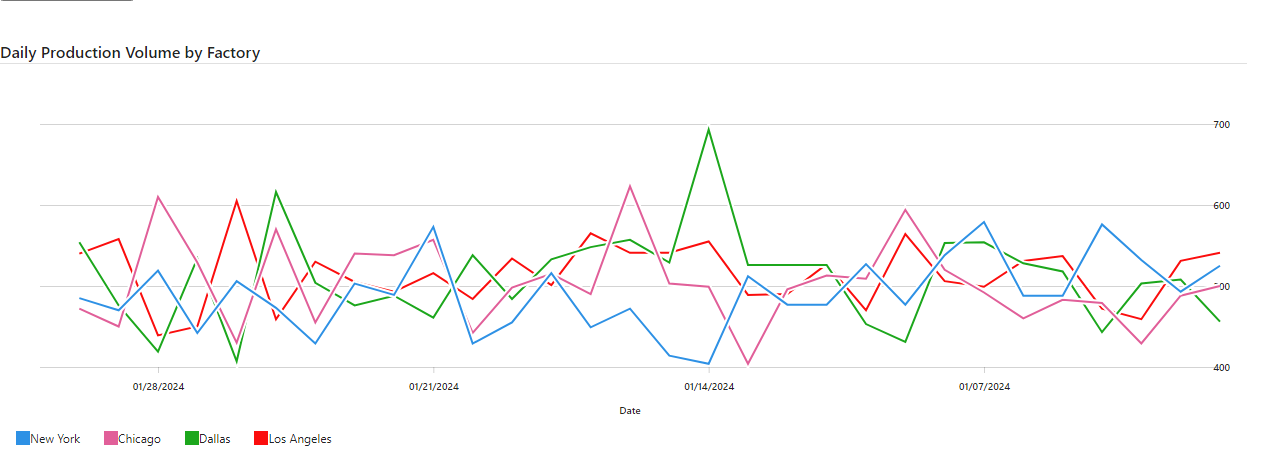 Daily Production Volume by Factory
700
600
500
400
01/28/2024 01/21/2024 01/14/2024 01/07/2024
Date
New York Chicago Dallas Los Angeles